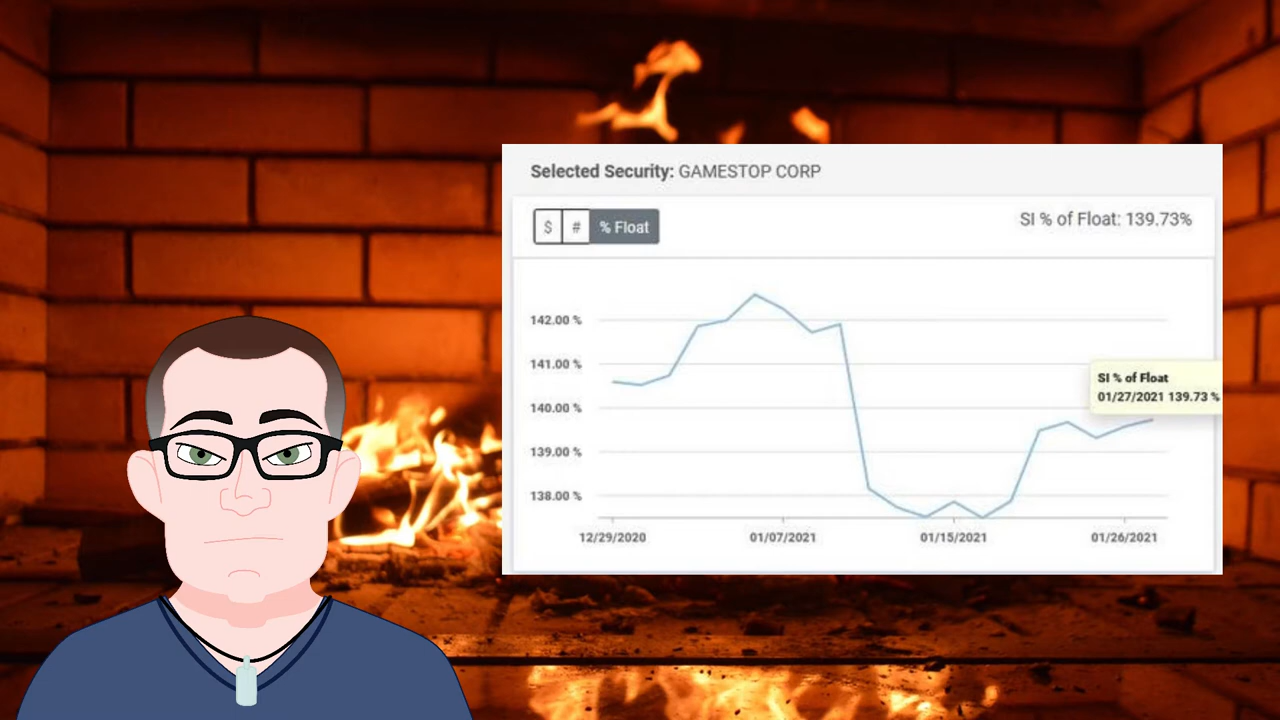 Selected Security: GAMESTOP CORP
$ # % Float
SI % of Float: 139.73%
142.00 %
141.00 %
140.00 %
139.00 %
138.00 %
SI % of Float
01/27/2021 139.73 %
12/29/2020 01/07/2021 01/15/2021 01/26/2021